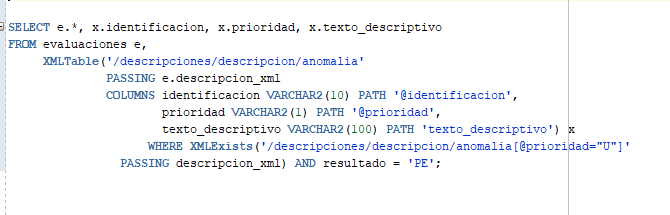 SELECT e.*, x.identificacion, x.prioridad, x.texto_descriptivo
FROM evaluaciones e,
XMLTable('/descripciones/descripcion/anomalia'
PASSING e.descripcion_xml
COLUMNS identificacion VARCHAR2(10) PATH '@identificacion',
prioridad VARCHAR2(1) PATH '@prioridad',
texto_descriptivo VARCHAR2(100) PATH 'texto_descriptivo') x
WHERE XMLExists('/descripciones/descripcion/anomalia[@prioridad="U"]'
PASSING descripcion_xml) AND resultado = 'PE';